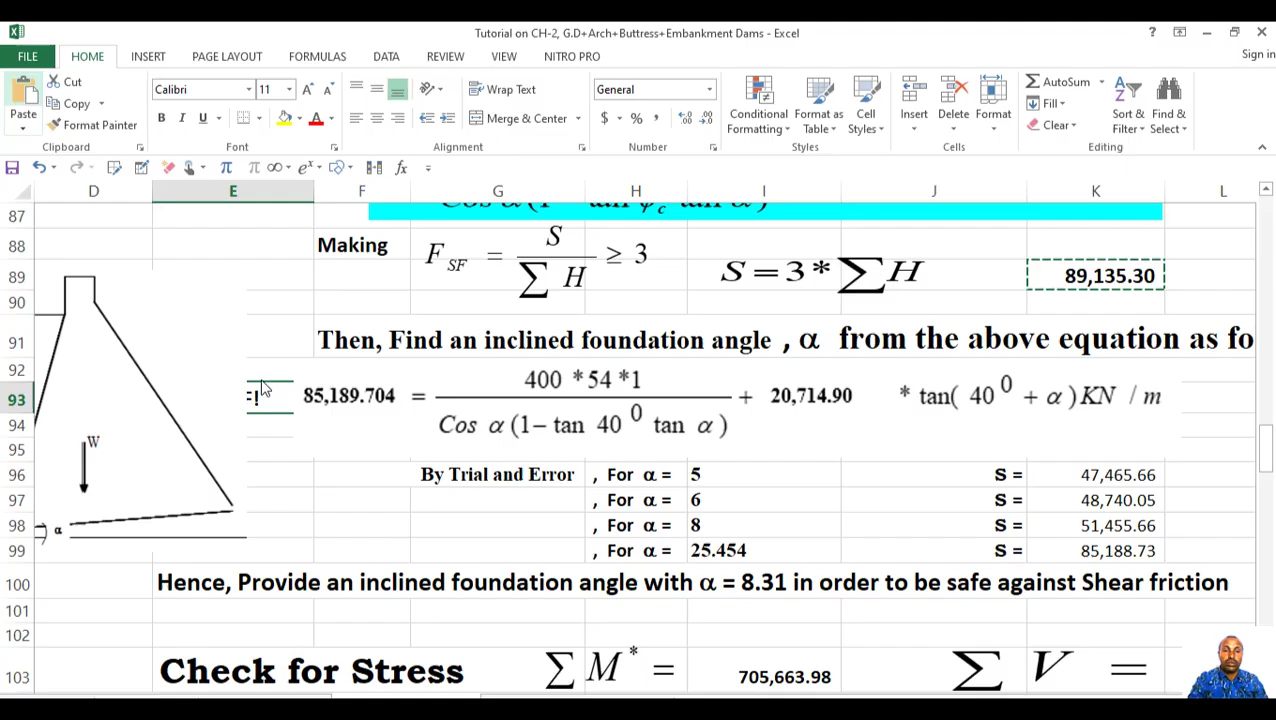 Tutorial on CH-2, G.D+Arch+Buttress+Embankment Dams - Excel
Sign in
FILE HOME INSERT PAGE LAYOUT FORMULAS DATA REVIEW VIEW NITRO PRO
Paste
Cut
Copy
Format Painter
Clipboard
Calibri 11
B I U
Font
Wrap Text
Merge & Center
Alignment
General
$ % ,
Number
Conditional Formatting
Format as Table
Cell Styles
Styles
Insert Delete Format
Cells
AutoSum
Fill
Clear
Sort & Filter
Find & Select
Editing
D E F G H I J K L
87
88 Making F SF = S / ∑ H ≥ 3
89 S = 3 * ∑ H 89,135.30
90
91 Then, Find an inclined foundation angle , α from the above equation as fo
92
93 85,189.704 = 400 * 54 * 1 / Cos α (1 – tan 40 0 tan α ) + 20,714.90 * tan( 40 0 + α ) KN / m
94
95
W
96 By Trial and Error , For α = 5 S = 47,465.66
97 , For α = 6 S = 48,740.05
98 , For α = 8 S = 51,455.66
α
99 , For α = 25.454 S = 85,188.73
100 Hence, Provide an inclined foundation angle with α = 8.31 in order to be safe against Shear friction
101
102
103 Check for Stress ∑ M * = 705,663.98 ∑ V =